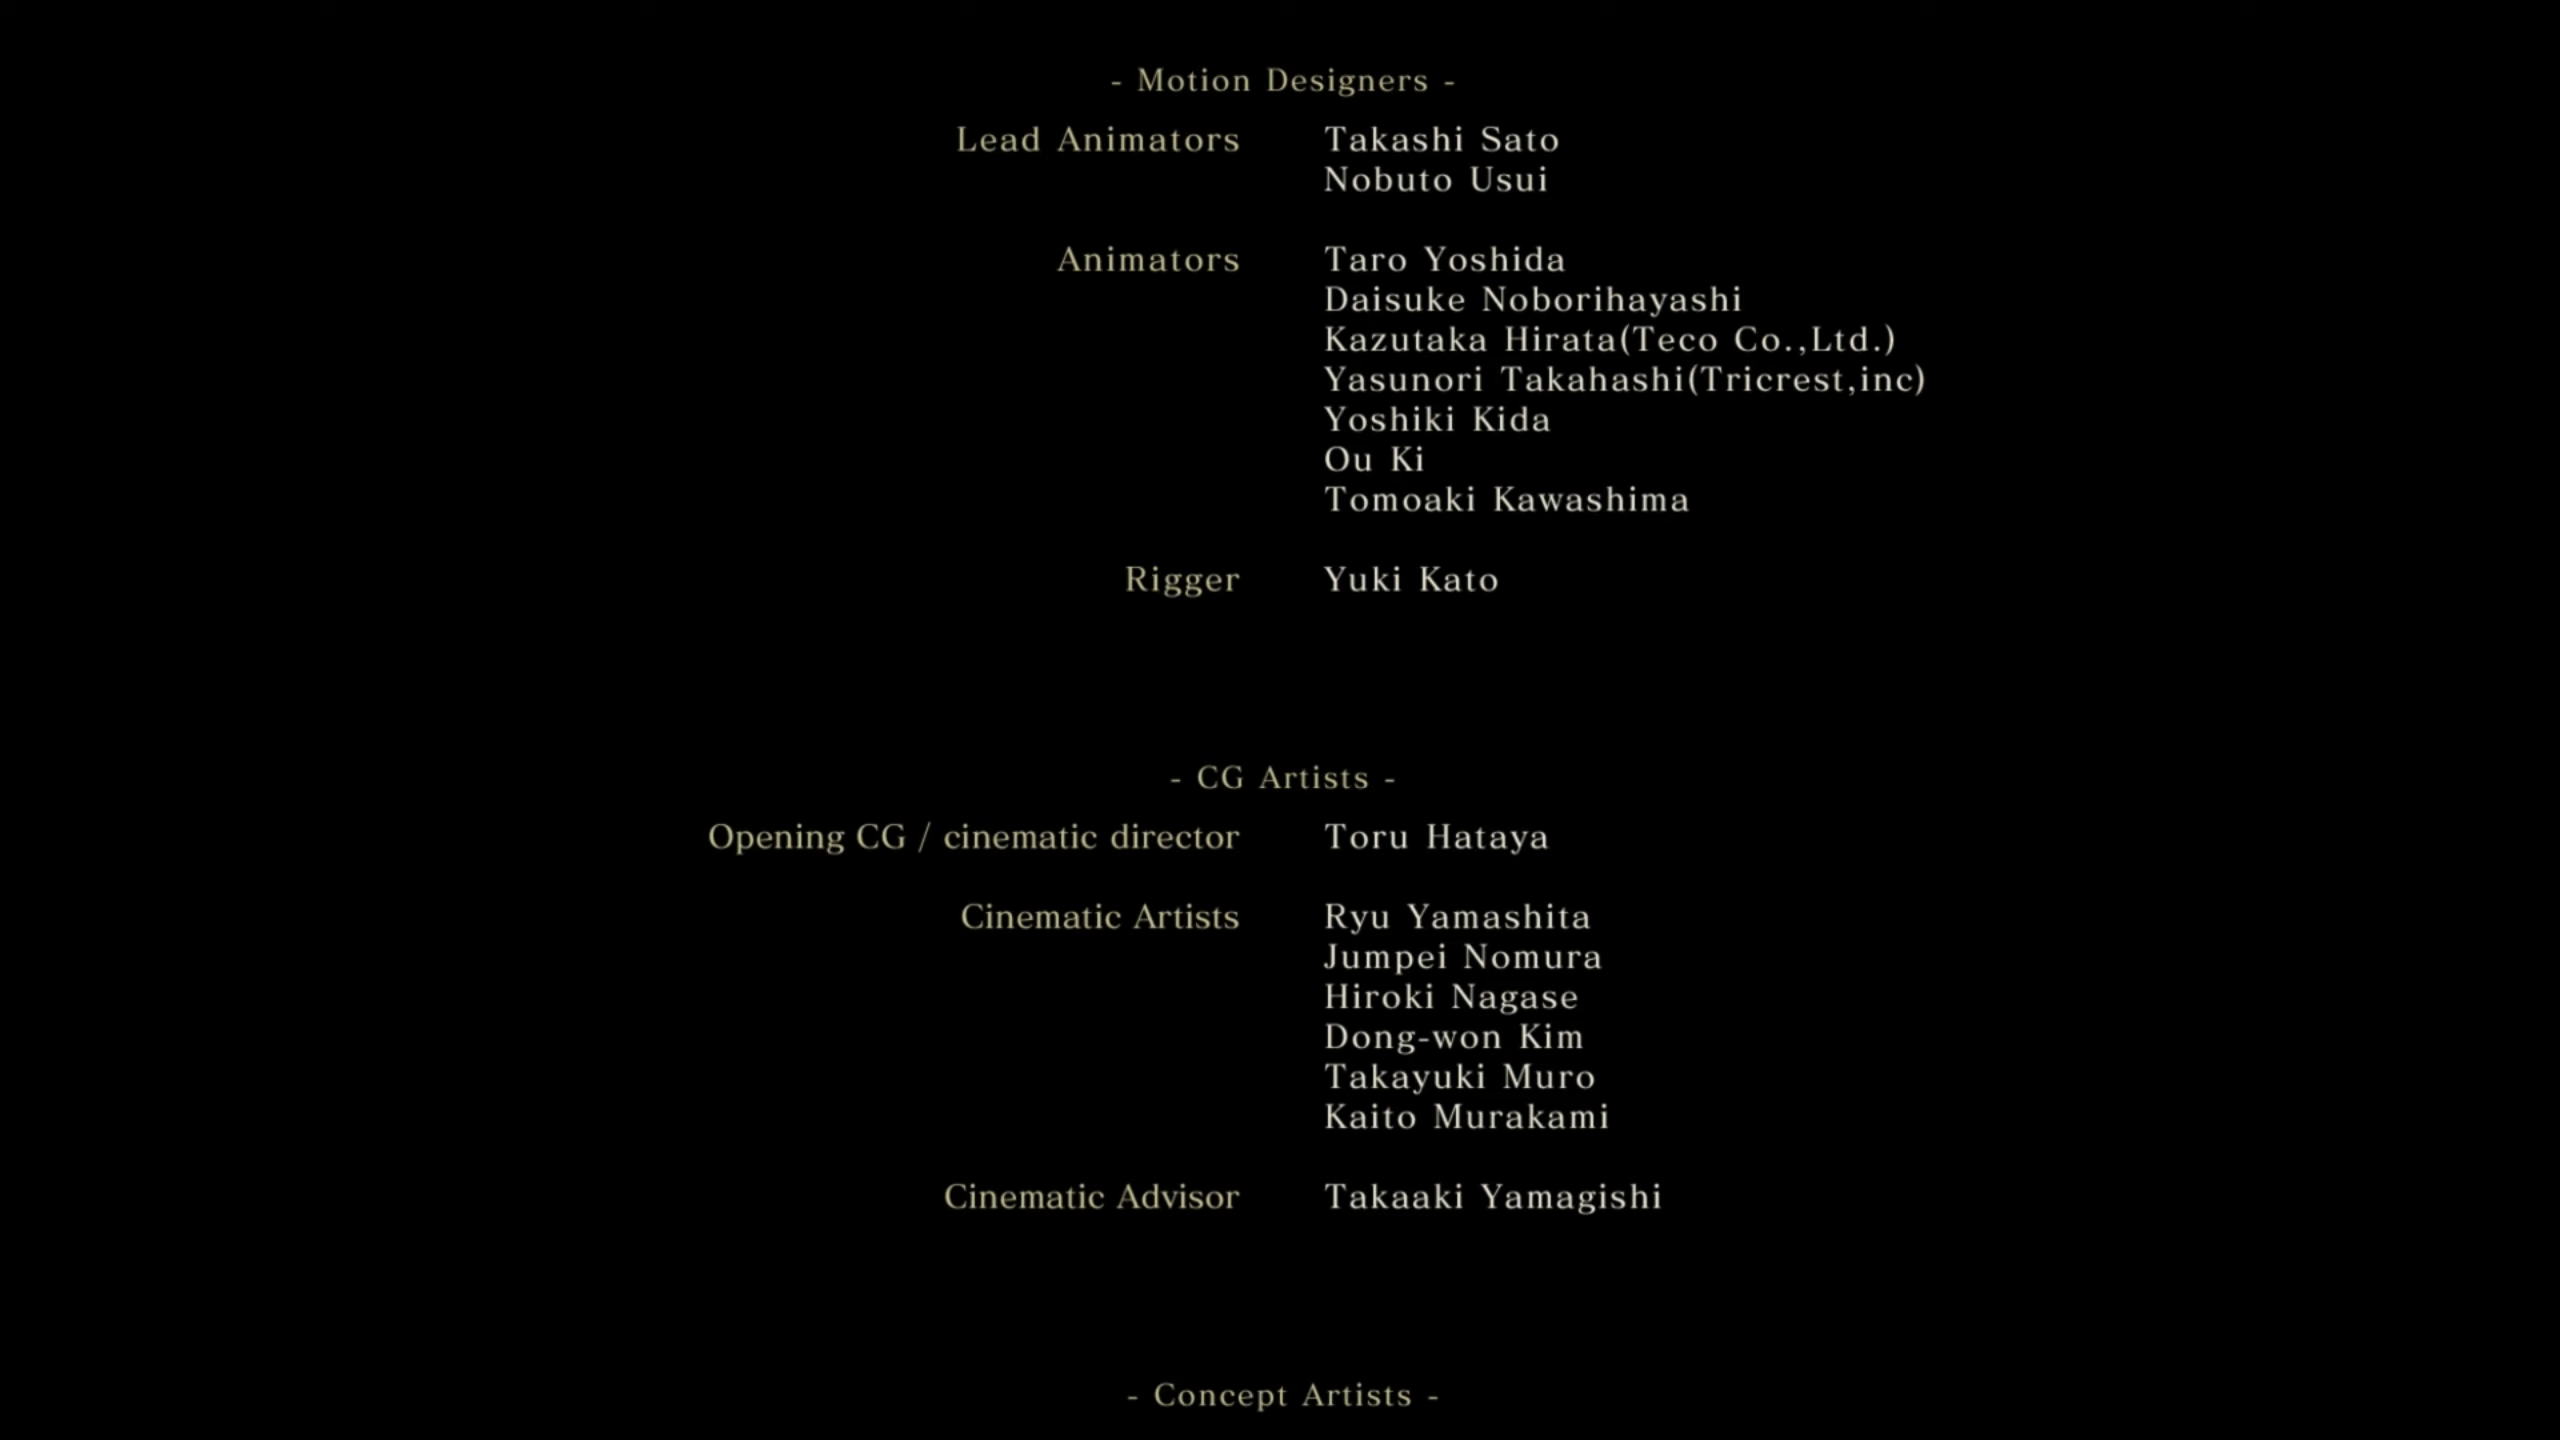 - Motion Designers -
Lead Animators Takashi Sato
Nobuto Usui
Animators Taro Yoshida
Daisuke Noborihayashi
Kazutaka Hirata(Teco Co.,Ltd.)
Yasunori Takahashi(Tricrest,inc)
Yoshiki Kida
Ou Ki
Tomoaki Kawashima
Rigger Yuki Kato
- CG Artists -
Opening CG / cinematic director Toru Hataya
Cinematic Artists Ryu Yamashita
Jumpei Nomura
Hiroki Nagase
Dong-won Kim
Takayuki Muro
Kaito Murakami
Cinematic Advisor Takaaki Yamagishi
- Concept Artists -